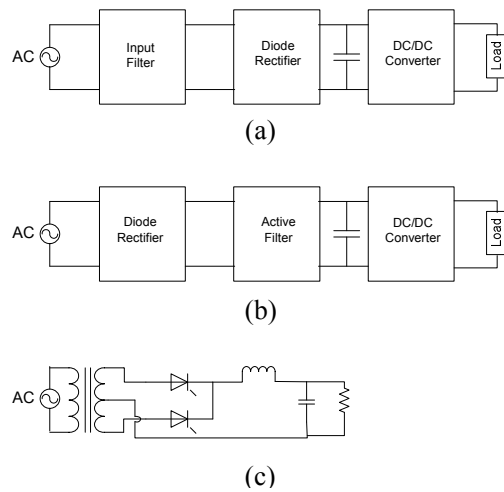 AC
Input
Filter
Diode
Rectifier
DC/DC
Converter
Load
(a)
AC
Diode
Rectifier
Active
Filter
DC/DC
Converter
Load
(b)
AC
(c)